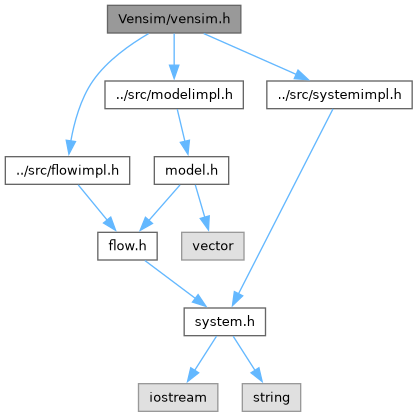 Vensim/vensim.h
../src/modelimpl.h
../src/systemimpl.h
../src/flowimpl.h
model.h
flow.h
vector
system.h
iostream
string